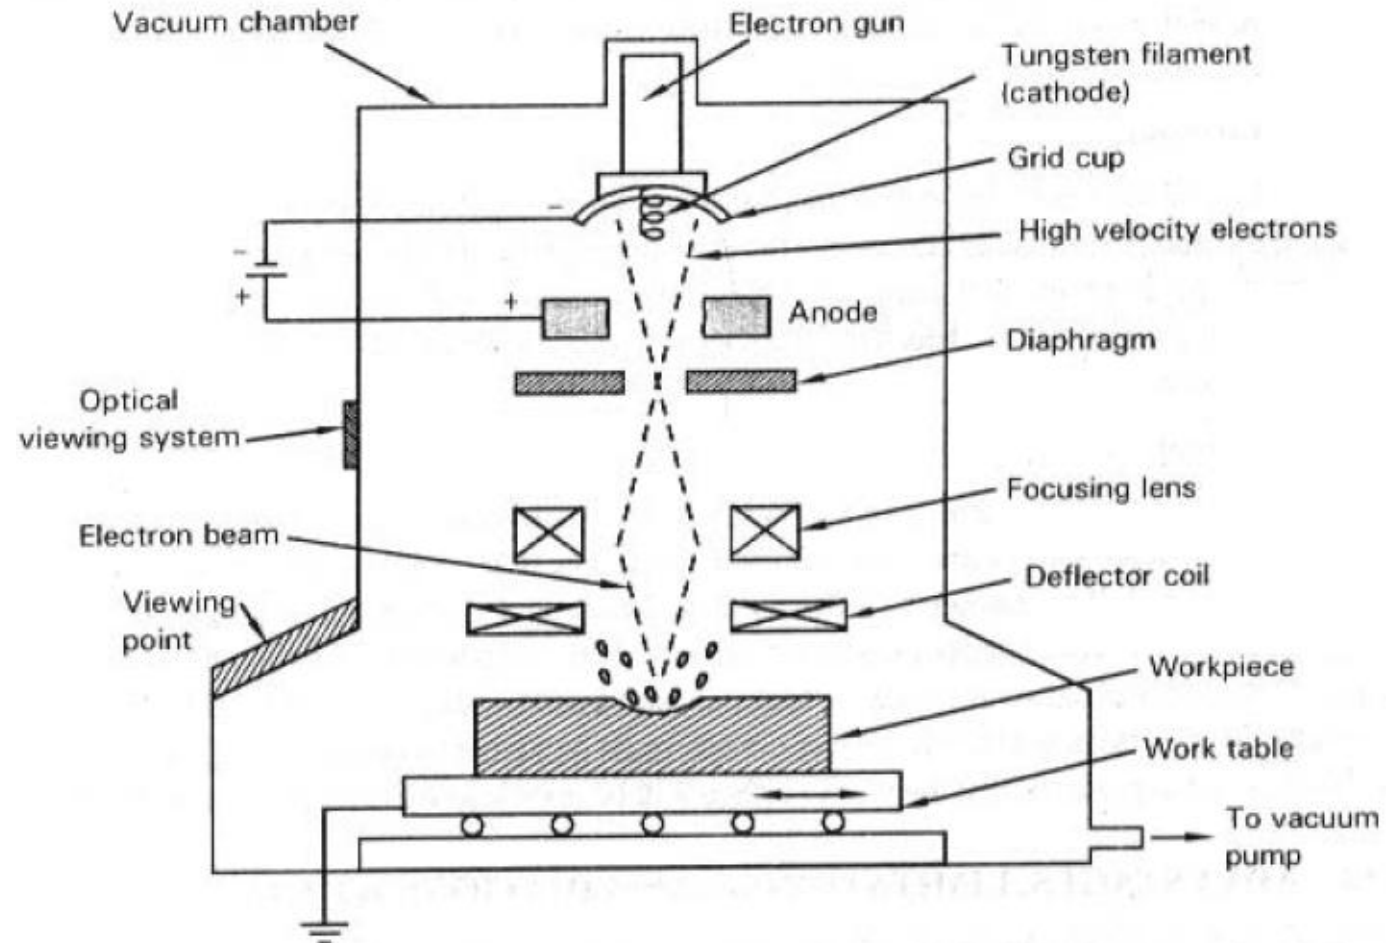 Vacuum chamber
Electron gun
Tungsten filament
(cathode)
Grid cup
High velocity electrons
−
−
+
+
Anode
Diaphragm
Optical
viewing system
Focusing lens
Electron beam
Deflector coil
Viewing
point
Workpiece
Work table
To vacuum
pump